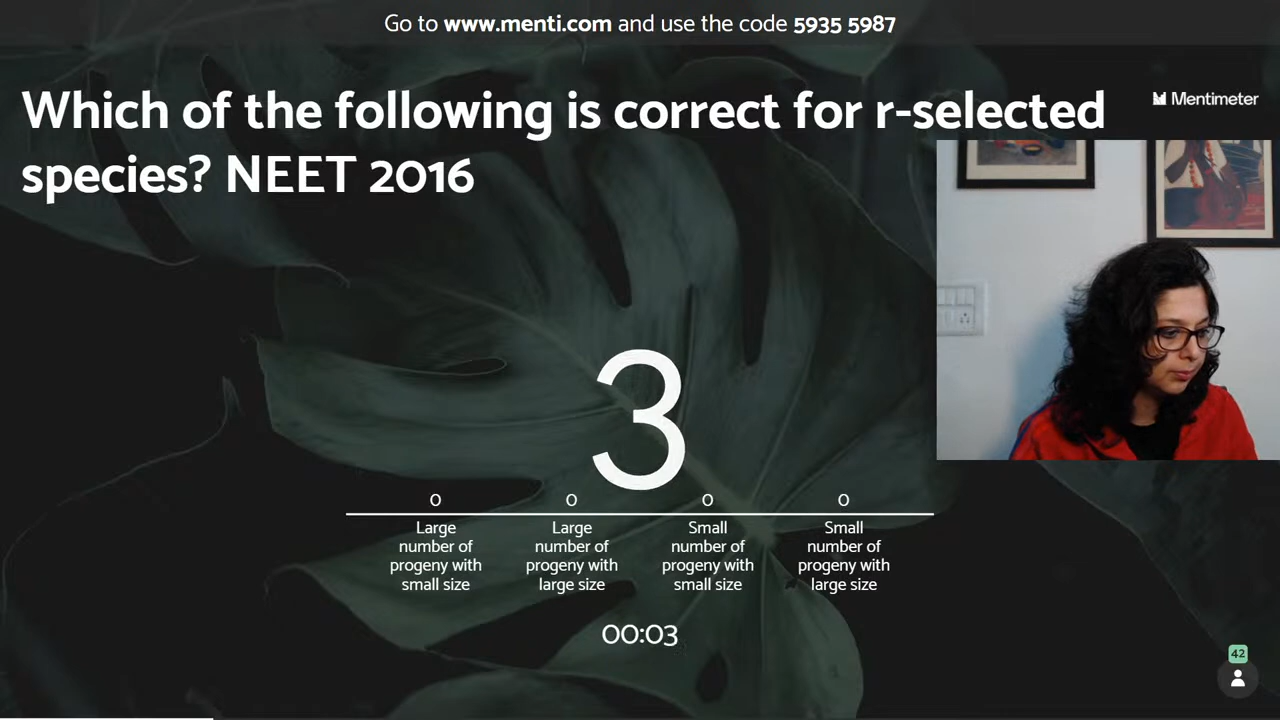 Go to www.menti.com and use the code 5935 5987
Which of the following is correct for r-selected
species? NEET 2016
Mentimeter
3
0 0 0 0
Large
number of
progeny with
small size
Large
number of
progeny with
large size
Small
number of
progeny with
small size
Small
number of
progeny with
large size
00:03
42